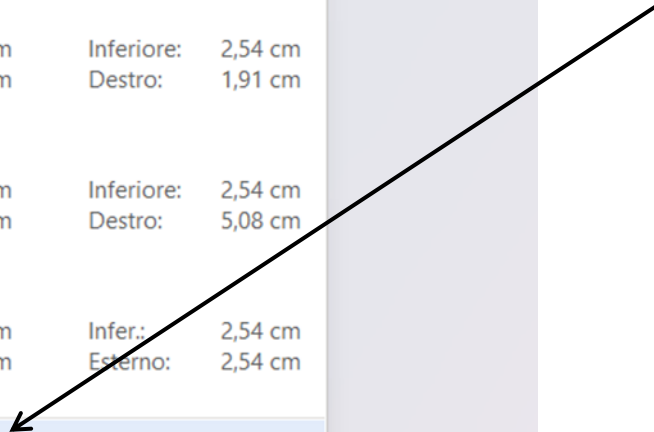 m Inferiore: 2,54 cm
m Destro: 1,91 cm
m Inferiore: 2,54 cm
m Destro: 5,08 cm
m Infer.: 2,54 cm
m Esterno: 2,54 cm